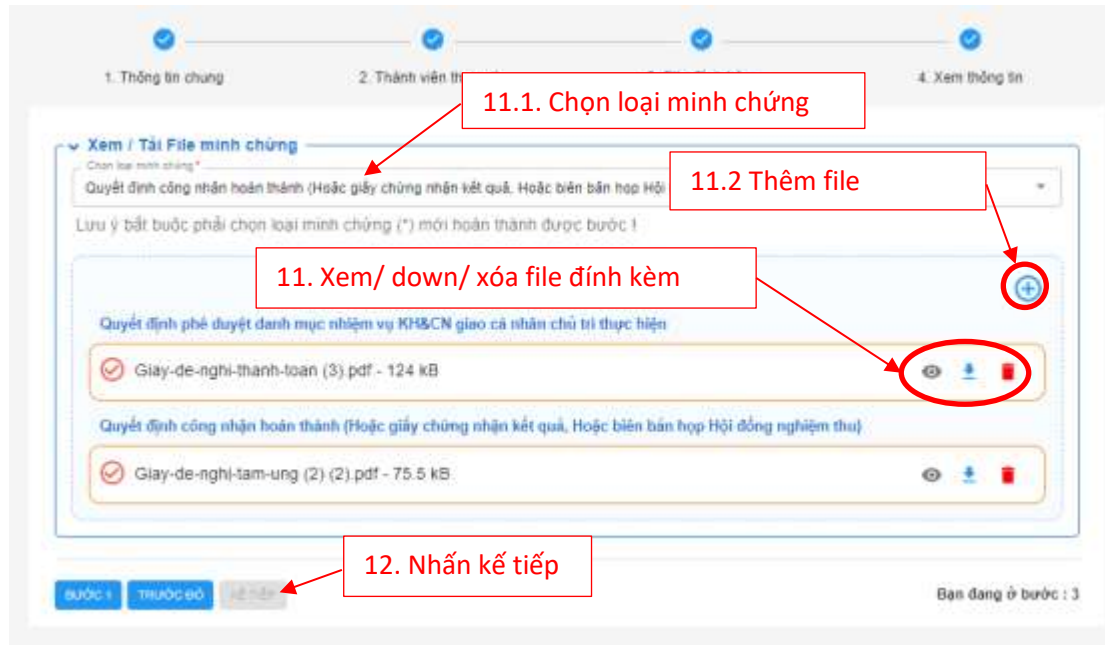 1. Thông tin chung
2. Thành viên
4. Xem thông tin
11.1. Chọn loại minh chứng
Xem / Tải File minh chứng
Chọn loại minh chứng *
Quyết định công nhận hoàn thành (Hoặc giấy chứng nhận kết quả, Hoặc biên bản họp Hội
11.2 Thêm file
Lưu ý bắt buộc phải chọn loại minh chứng (*) mới hoàn thành được bước !
11. Xem/ down/ xóa file đính kèm
Quyết định phê duyệt danh mục nhiệm vụ KH&CN giao cá nhân chủ trì thực hiện
Giay-de-nghi-thanh-toan (3).pdf - 124 kB
Quyết định công nhận hoàn thành (Hoặc giấy chứng nhận kết quả, Hoặc biên bản họp Hội đồng nghiệm thu)
Giay-de-nghi-tam-ung (2) (2).pdf - 75.5 kB
12. Nhấn kế tiếp
BƯỚC 1
TRƯỚC ĐÓ
KẾ TIẾP
Bạn đang ở bước : 3